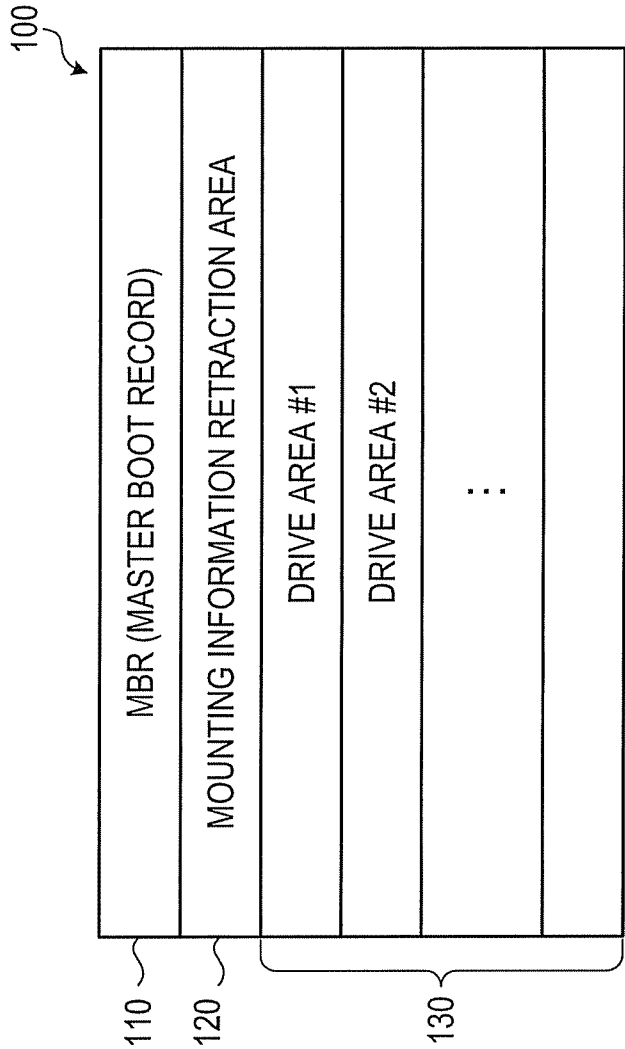 100
110
MBR (MASTER BOOT RECORD)
120
MOUNTING INFORMATION RETRACTION AREA
130
DRIVE AREA #1
DRIVE AREA #2
...